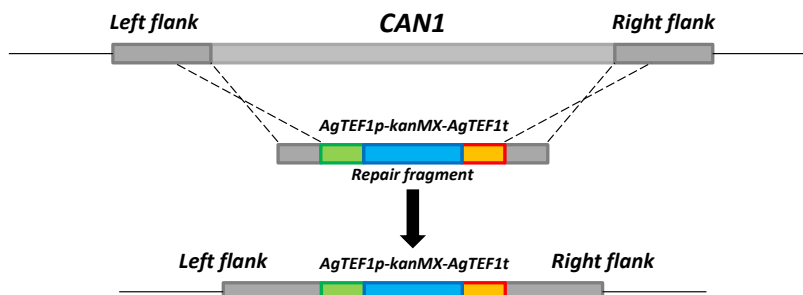 Left flank CAN1 Right flank
AgTEF1p-kanMX-AgTEF1t
Repair fragment
Left flank AgTEF1p-kanMX-AgTEF1t Right flank